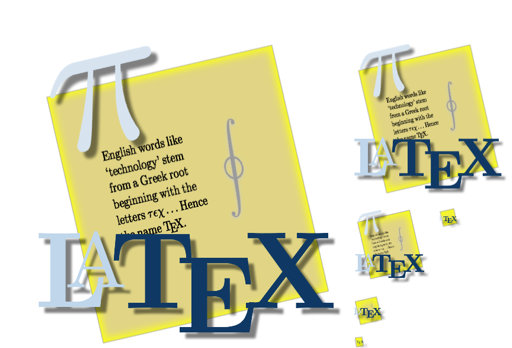 π
English words like
‘technology’ stem
from a Greek root
beginning with the
letters τεχ . . . Hence
the name TEX.
∮
LATEX
π
English words like
‘technology’ stem
from a Greek root
beginning with the
letters τεχ . . . Hence
the name TEX.
∮
LATEX
TEX
π
∮
LATEX
LATEX